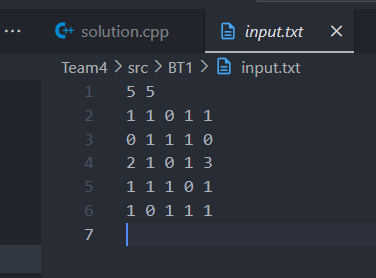 ··· solution.cpp input.txt
Team4 > src > BT1 > input.txt
1 5 5
2 1 1 0 1 1
3 0 1 1 1 0
4 2 1 0 1 3
5 1 1 1 0 1
6 1 0 1 1 1
7